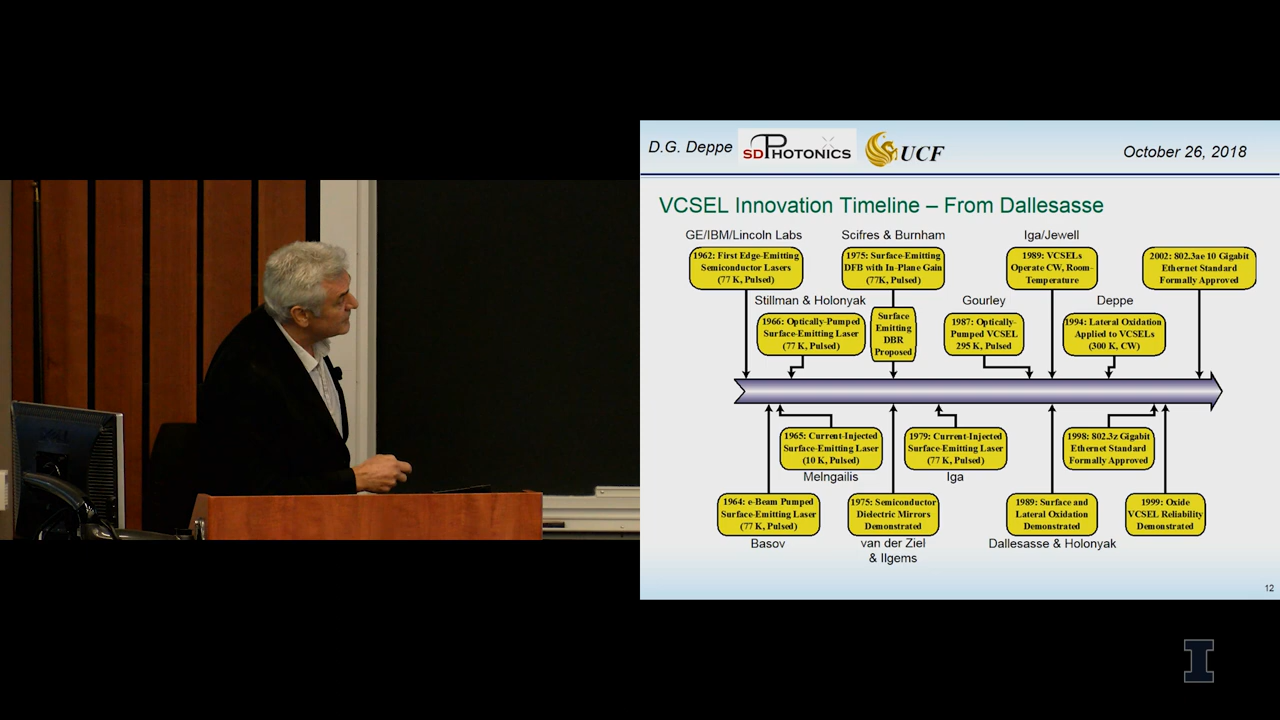 D.G. Deppe
SDPHOTONICS
UCF
October 26, 2018
VCSEL Innovation Timeline – From Dallesasse
GE/IBM/Lincoln Labs
1962: First Edge-Emitting
Semiconductor Lasers
(77 K, Pulsed)
Scifres & Burnham
1975: Surface-Emitting
DFB with In-Plane Gain
(77K, Pulsed)
Iga/Jewell
1989: VCSELs
Operate CW, Room-
Temperature
2002: 802.3ae 10 Gigabit
Ethernet Standard
Formally Approved
Stillman & Holonyak
1966: Optically-Pumped
Surface-Emitting Laser
(77 K, Pulsed)
Surface
Emitting
DBR
Proposed
Gourley
1987: Optically-
Pumped VCSEL
295 K, Pulsed
Deppe
1994: Lateral Oxidation
Applied to VCSELs
(300 K, CW)
1965: Current-Injected
Surface-Emitting Laser
(10 K, Pulsed)
Melngailis
1979: Current-Injected
Surface-Emitting Laser
(77 K, Pulsed)
Iga
1998: 802.3z Gigabit
Ethernet Standard
Formally Approved
1964: e-Beam Pumped
Surface-Emitting Laser
(77 K, Pulsed)
Basov
1975: Semiconductor
Dielectric Mirrors
Demonstrated
van der Ziel
& Ilgems
1989: Surface and
Lateral Oxidation
Demonstrated
Dallesasse & Holonyak
1999: Oxide
VCSEL Reliability
Demonstrated
12
DELL
I